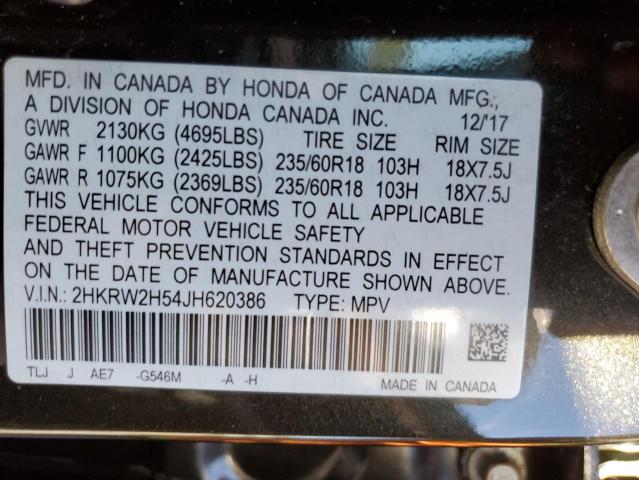 MFD. IN CANADA BY HONDA OF CANADA MFG.,
A DIVISION OF HONDA CANADA INC. 12/'17
GVWR 2130KG (4695LBS) TIRE SIZE RIM SIZE
GAWR F 1100KG (2425LBS) 235/60R18 103H 18X7.5J
GAWR R 1075KG (2369LBS) 235/60R18 103H 18X7.5J
THIS VEHICLE CONFORMS TO ALL APPLICABLE
FEDERAL MOTOR VEHICLE SAFETY
AND THEFT PREVENTION STANDARDS IN EFFECT
ON THE DATE OF MANUFACTURE SHOWN ABOVE.
V.I.N.: 2HKRW2H54JH620386 TYPE: MPV
TLJ J AE7 -G546M -A -H
MADE IN CANADA